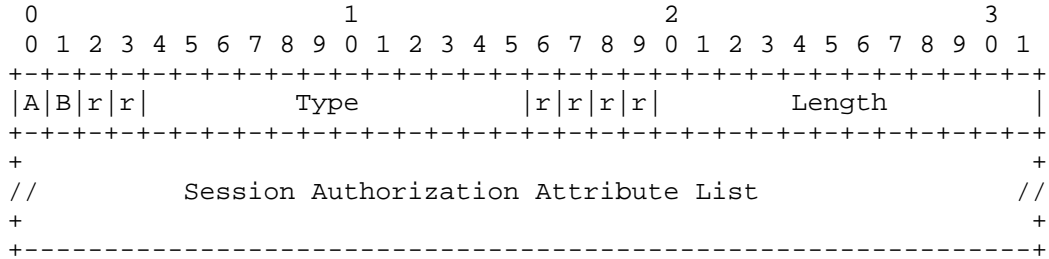 0                   1                   2                   3
 0 1 2 3 4 5 6 7 8 9 0 1 2 3 4 5 6 7 8 9 0 1 2 3 4 5 6 7 8 9 0 1
+-+-+-+-+-+-+-+-+-+-+-+-+-+-+-+-+-+-+-+-+-+-+-+-+-+-+-+-+-+-+-+-+
|A|B|r|r|         Type          |r|r|r|r|        Length         |
+-+-+-+-+-+-+-+-+-+-+-+-+-+-+-+-+-+-+-+-+-+-+-+-+-+-+-+-+-+-+-+-+
+                                                               +
//         Session Authorization Attribute List                //
+                                                               +
+---------------------------------------------------------------+